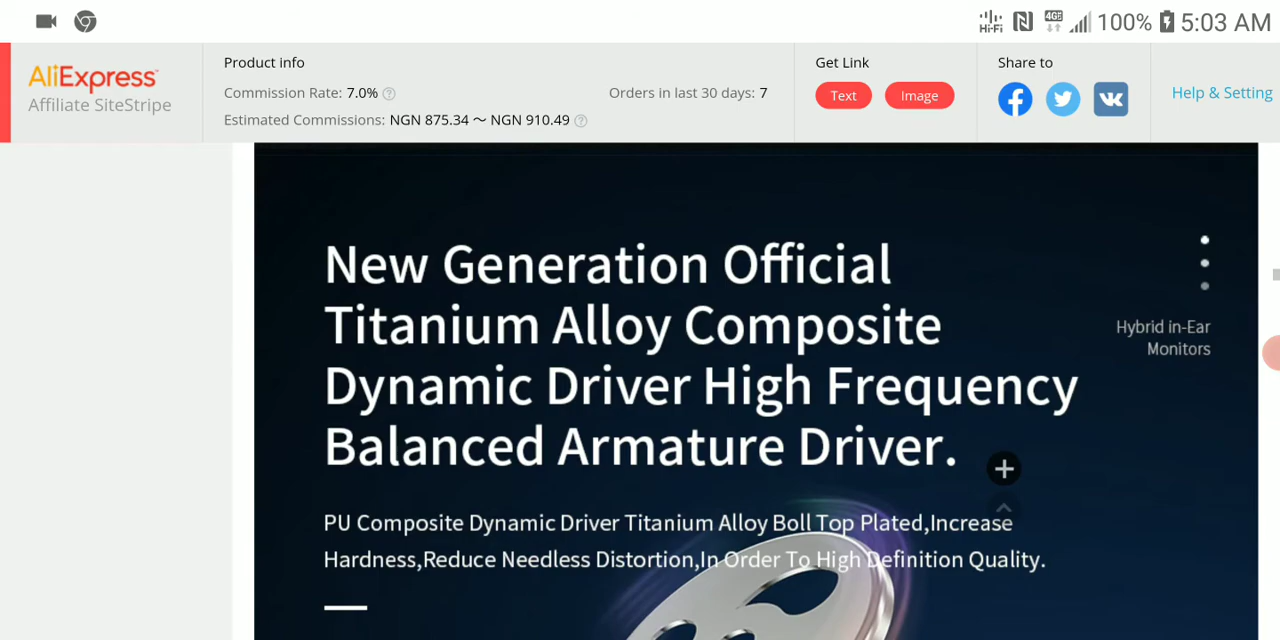 Hi-Fi 4GE 100% 5:03 AM
AliExpress
Affiliate SiteStripe
Product info
Commission Rate: 7.0% ?
Orders in last 30 days: 7
Estimated Commissions: NGN 875.34 ～ NGN 910.49 ?
Get Link
Text Image
Share to
Help & Setting
New Generation Official
Titanium Alloy Composite
Dynamic Driver High Frequency
Balanced Armature Driver.
Hybrid in-Ear
Monitors
PU Composite Dynamic Driver Titanium Alloy Boll Top Plated,Increase
Hardness,Reduce Needless Distortion,In Order To High Definition Quality.